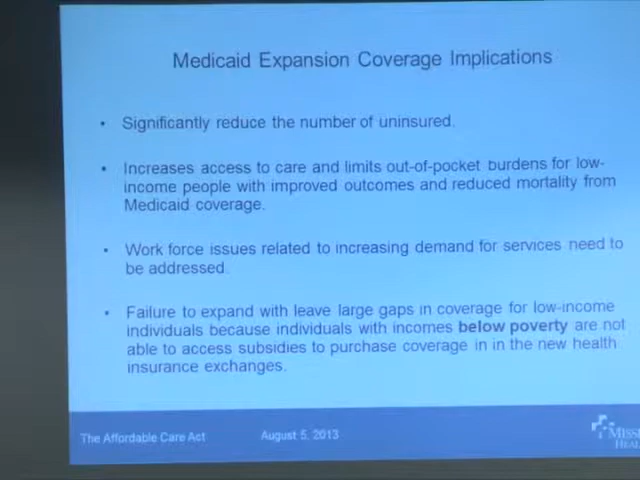 Medicaid Expansion Coverage Implications
• Significantly reduce the number of uninsured.
• Increases access to care and limits out-of-pocket burdens for low-
income people with improved outcomes and reduced mortality from
Medicaid coverage.
• Work force issues related to increasing demand for services need to
be addressed.
• Failure to expand with leave large gaps in coverage for low-income
individuals because individuals with incomes below poverty are not
able to access subsidies to purchase coverage in in the new health
insurance exchanges.
The Affordable Care Act August 5, 2013